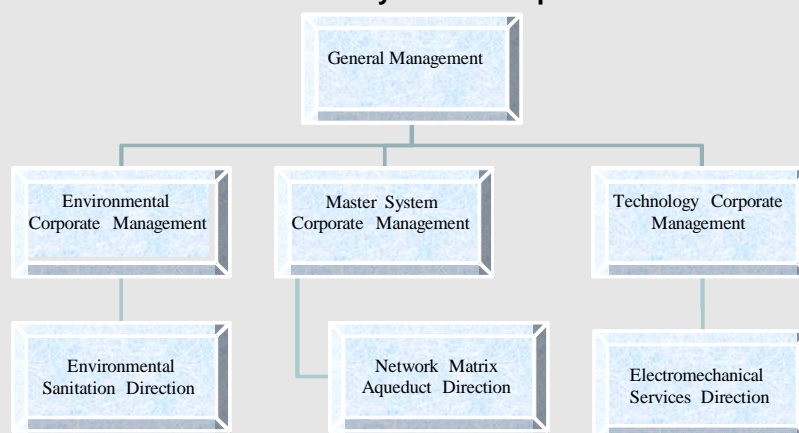 General Management
Environmental
Corporate Management
Master System
Corporate Management
Technology Corporate
Management
Environmental
Sanitation Direction
Network Matrix
Aqueduct Direction
Electromechanical
Services Direction